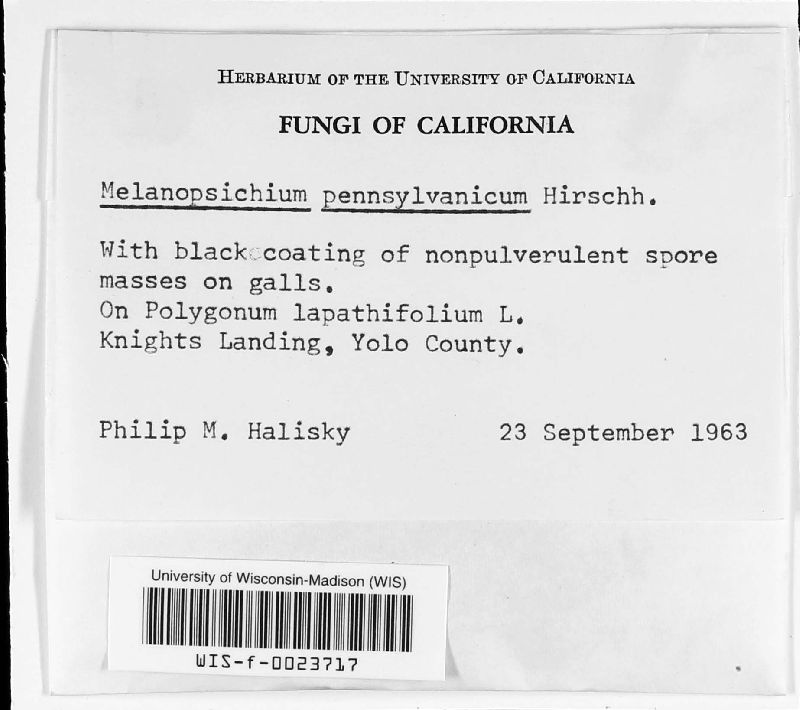 HERBARIUM OF THE UNIVERSITY OF CALIFORNIA
FUNGI OF CALIFORNIA
Melanopsichium pennsylvanicum Hirschh.
With black coating of nonpulverulent spore
masses on galls.
On Polygonum lapathifolium L.
Knights Landing, Yolo County.
Philip M. Halisky 23 September 1963
University of Wisconsin-Madison (WIS)
WIS-f-0023717